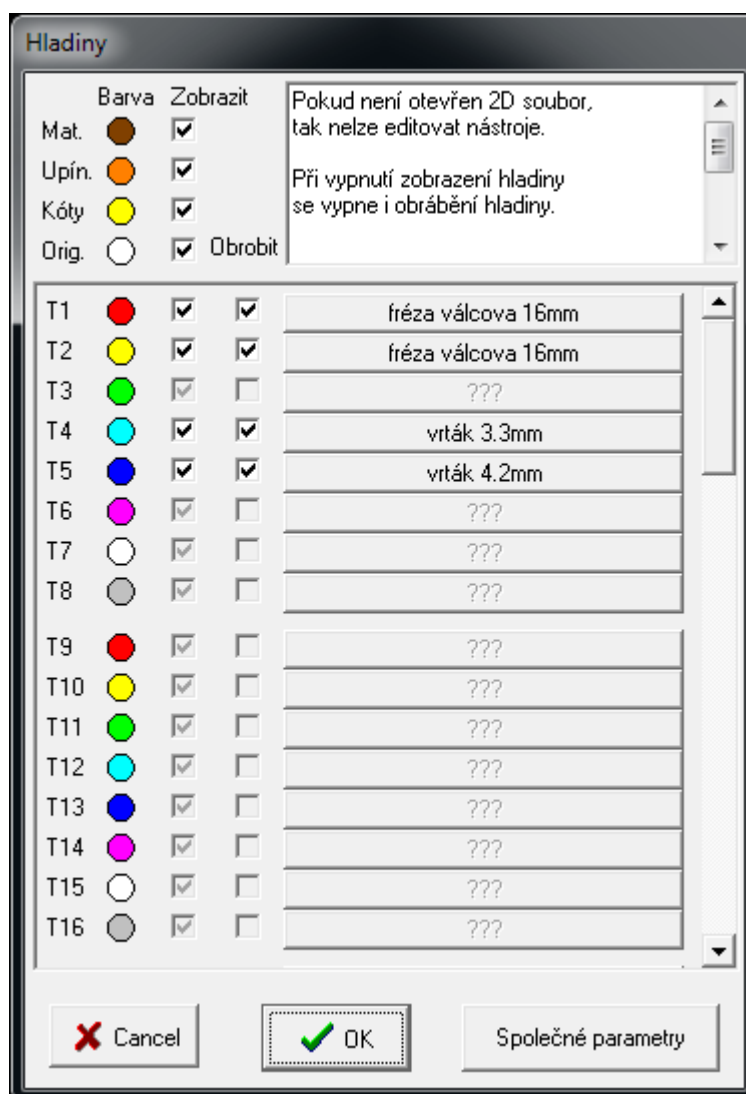 Hladiny
Barva Zobrazit
Mat.
Upín.
Kóty
Orig. Obrobit
Pokud není otevřen 2D soubor,
tak nelze editovat nástroje.
Při vypnutí zobrazení hladiny
se vypne i obrábění hladiny.
T1 fréza válcova 16mm
T2 fréza válcova 16mm
T3 ???
T4 vrták 3.3mm
T5 vrták 4.2mm
T6 ???
T7 ???
T8 ???
T9 ???
T10 ???
T11 ???
T12 ???
T13 ???
T14 ???
T15 ???
T16 ???
Cancel OK Společné parametry